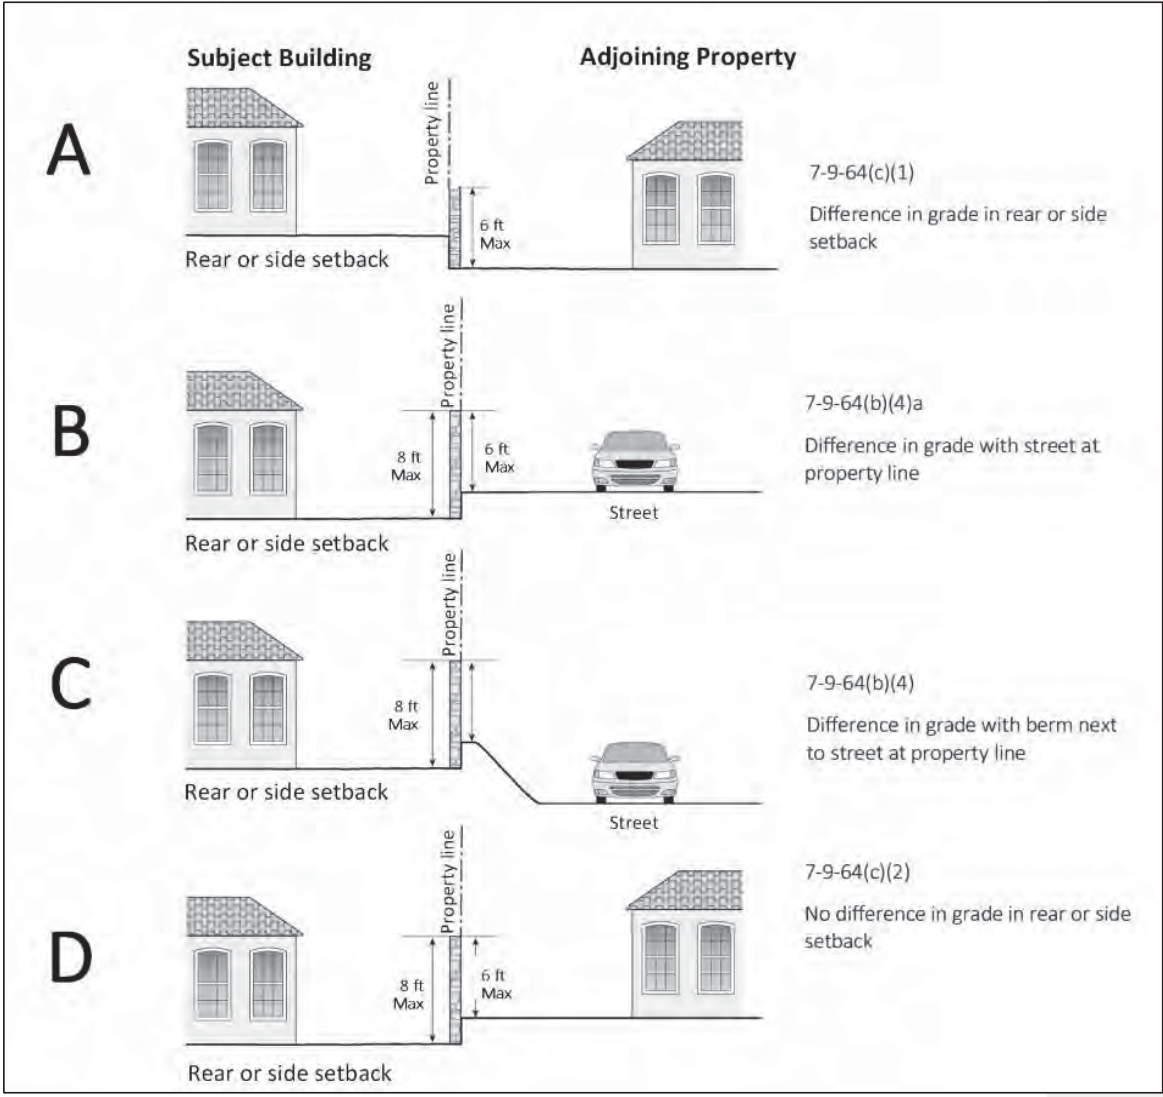 Subject Building
Adjoining Property
A
Property line
6 ft
Max
Rear or side setback
7-9-64(c)(1)
Difference in grade in rear or side
setback
B
Property line
8 ft
Max
6 ft
Max
Street
Rear or side setback
7-9-64(b)(4)a
Difference in grade with street at
property line
C
Property line
8 ft
Max
Street
Rear or side setback
7-9-64(b)(4)
Difference in grade with berm next
to street at property line
D
Property line
8 ft
Max
6 ft
Max
Rear or side setback
7-9-64(c)(2)
No difference in grade in rear or side
setback